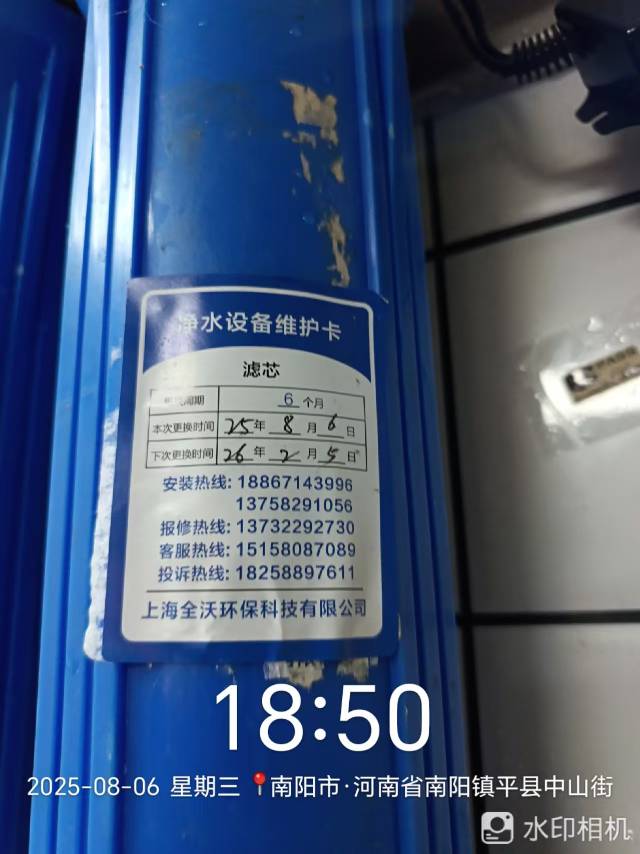 净水设备维护卡
滤芯
更换周期 6 个月
本次更换时间 25 年 8 月 6 日
下次更换时间 26 年 2 月 5 日
安装热线: 18867143996
13758291056
报修热线: 13732292730
客服热线: 15158087089
投诉热线: 18258897611
上海全沃环保科技有限公司
18:50
2025-08-06 星期三 南阳市·河南省南阳镇平县中山街
水印相机